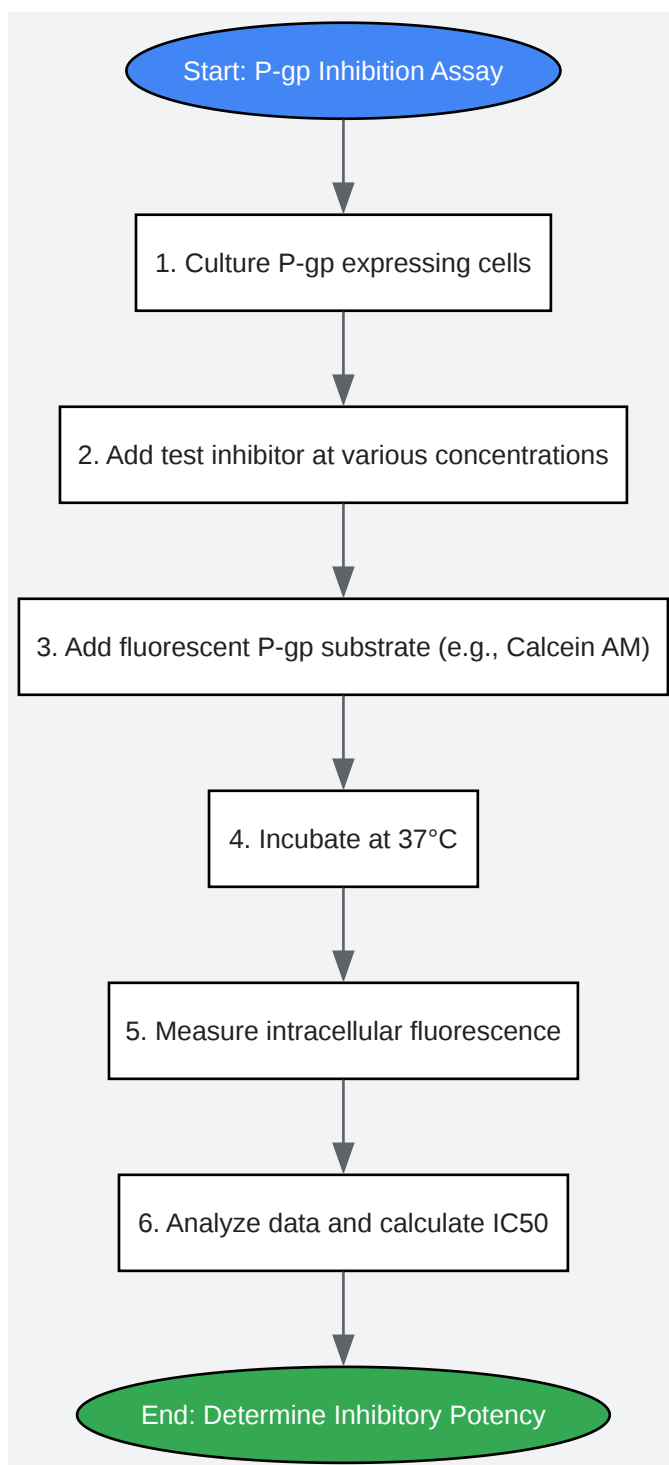 Start: P-gp Inhibition Assay
1. Culture P-gp expressing cells
2. Add test inhibitor at various concentrations
3. Add fluorescent P-gp substrate (e.g., Calcein AM)
4. Incubate at 37°C
5. Measure intracellular fluorescence
6. Analyze data and calculate IC50
End: Determine Inhibitory Potency